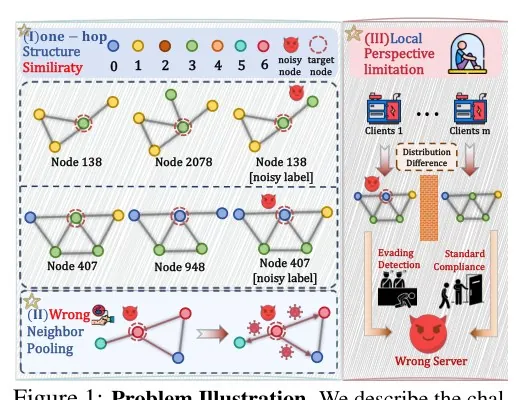 (I)one − hop
Structure
Similiraty
0 1 2 3 4 5 6
noisy
node
target
node
Node 138
Node 2078
Node 138
[noisy label]
Node 407
Node 948
Node 407
[noisy label]
(II)Wrong
Neighbor
Pooling
(III)Local
Perspective
limitation
Clients 1
...
Clients m
Distribution
Difference
Evading
Detection
Standard
Compliance
Wrong Server
Figure 1: Problem Illustration. We describe the chal-